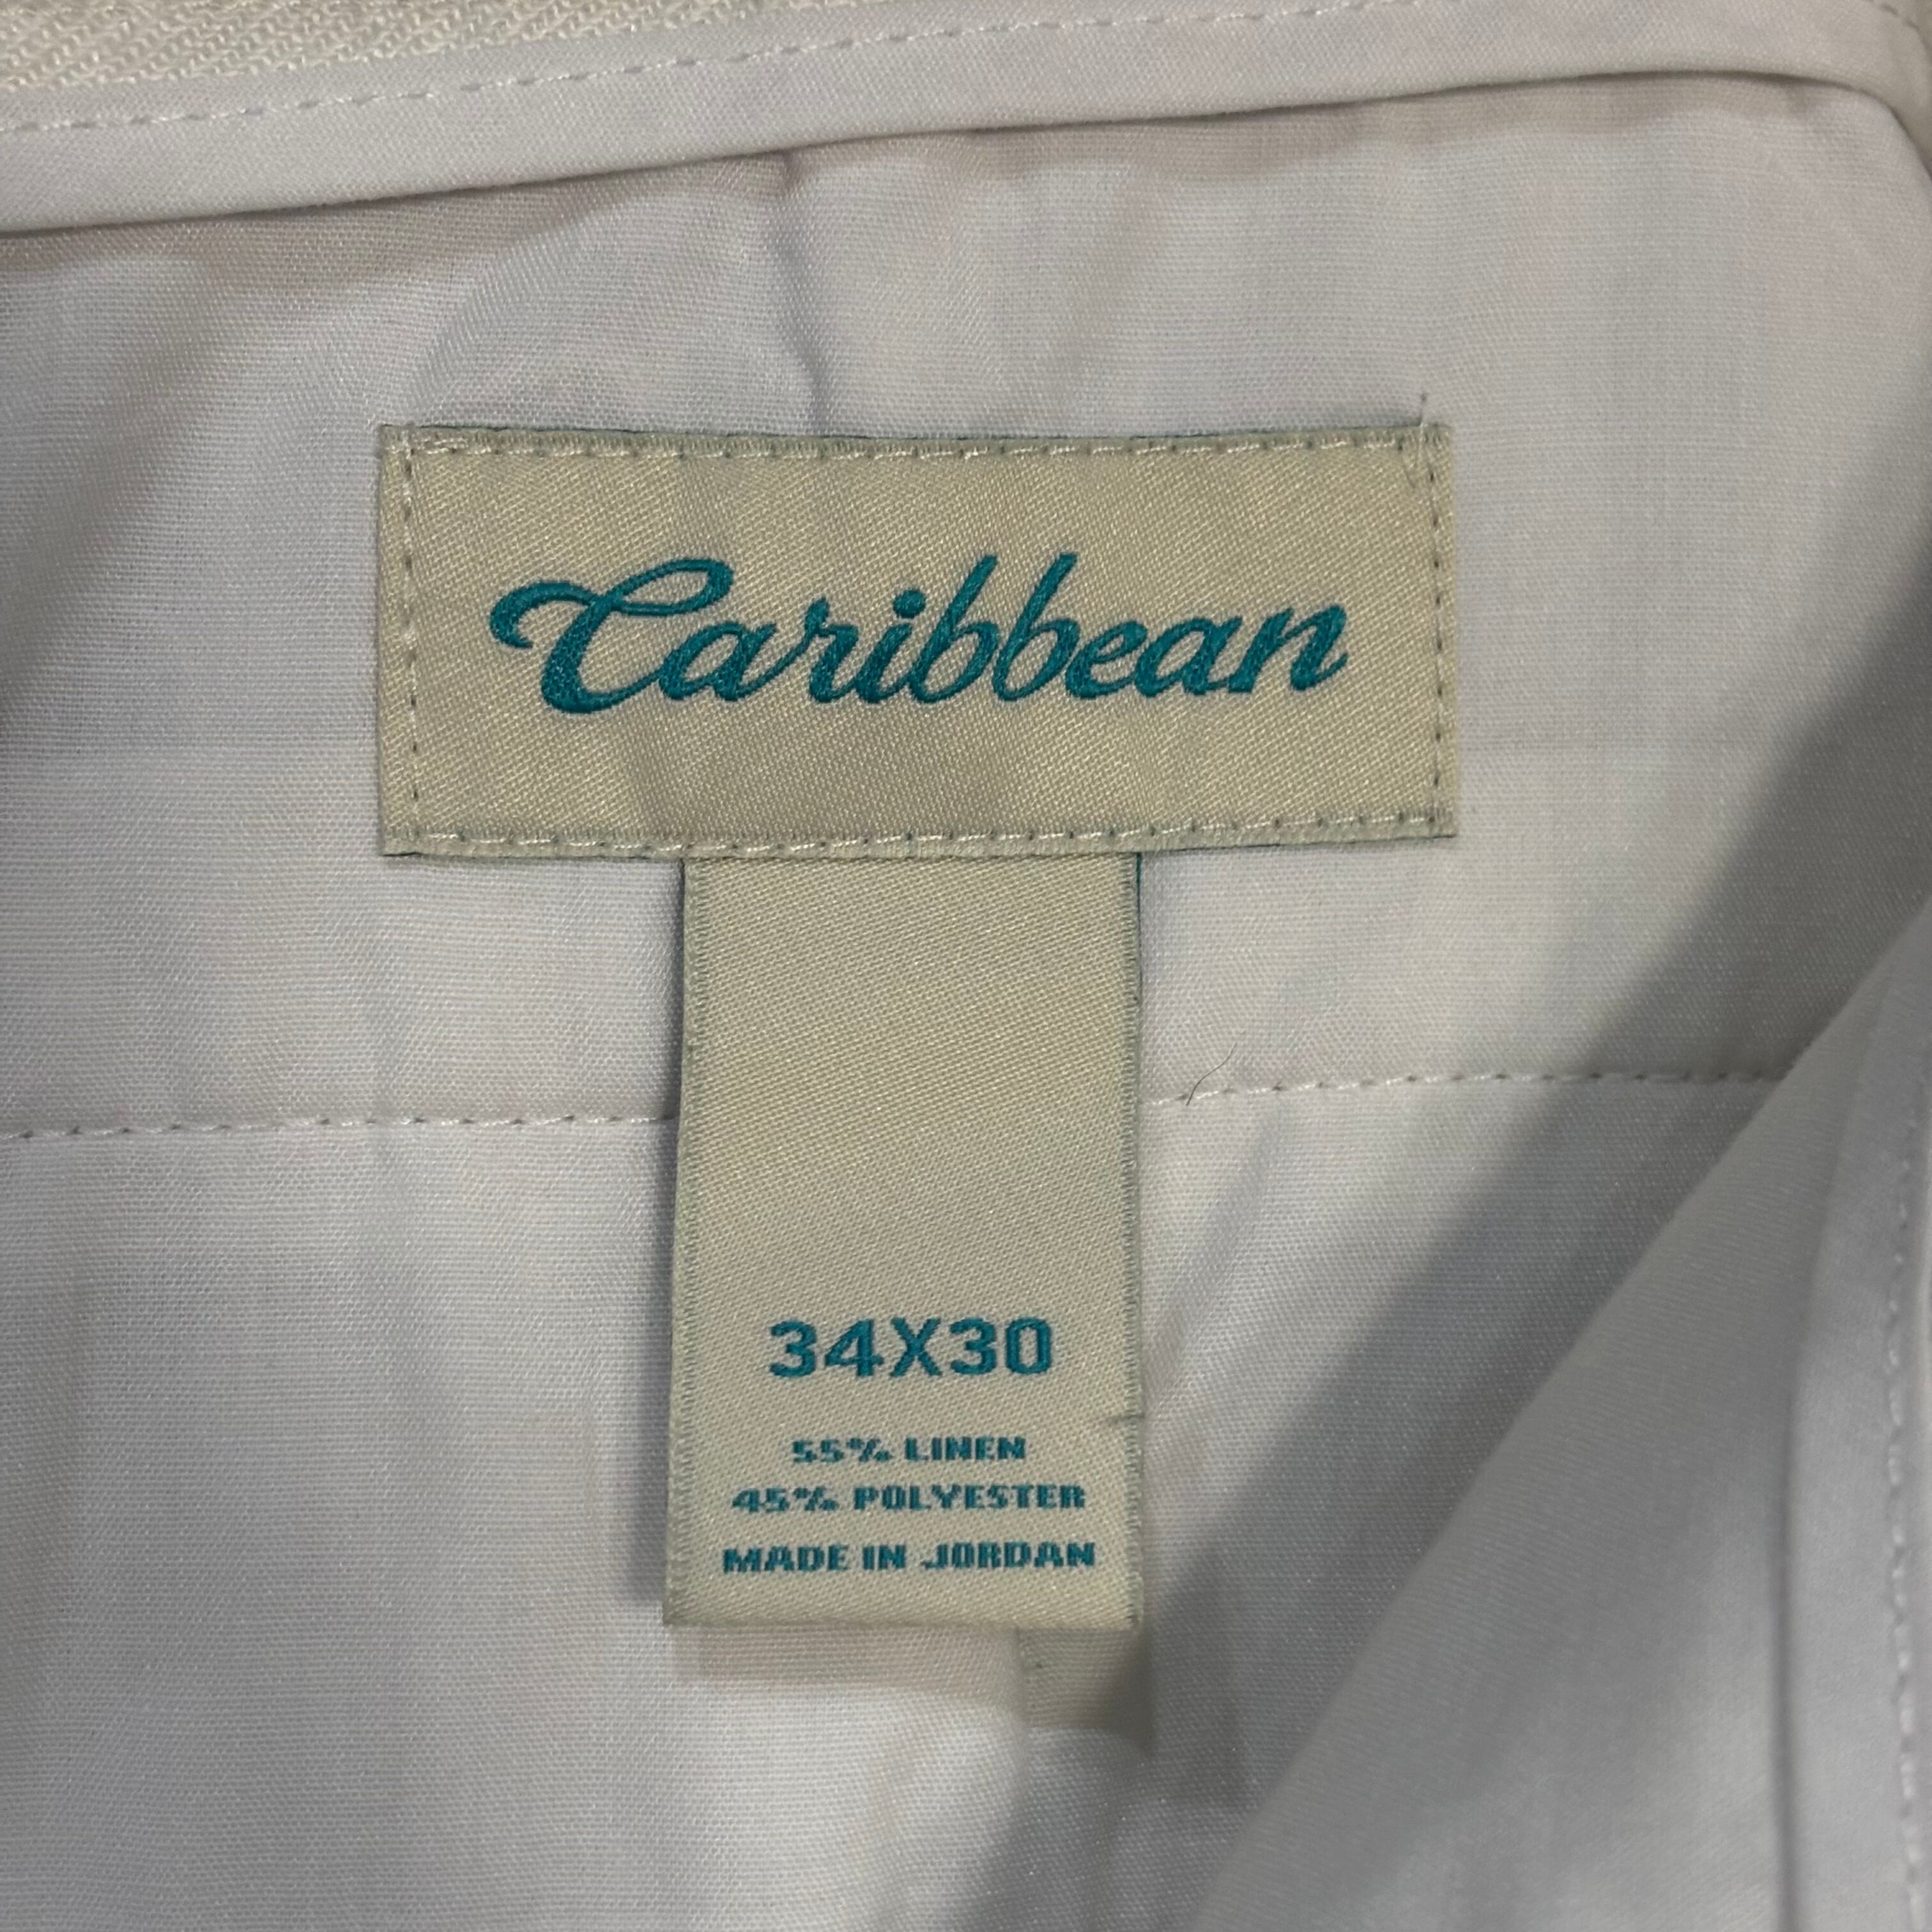 Caribbean
34X30
55% LINEN
45% POLYESTER
MADE IN JORDAN